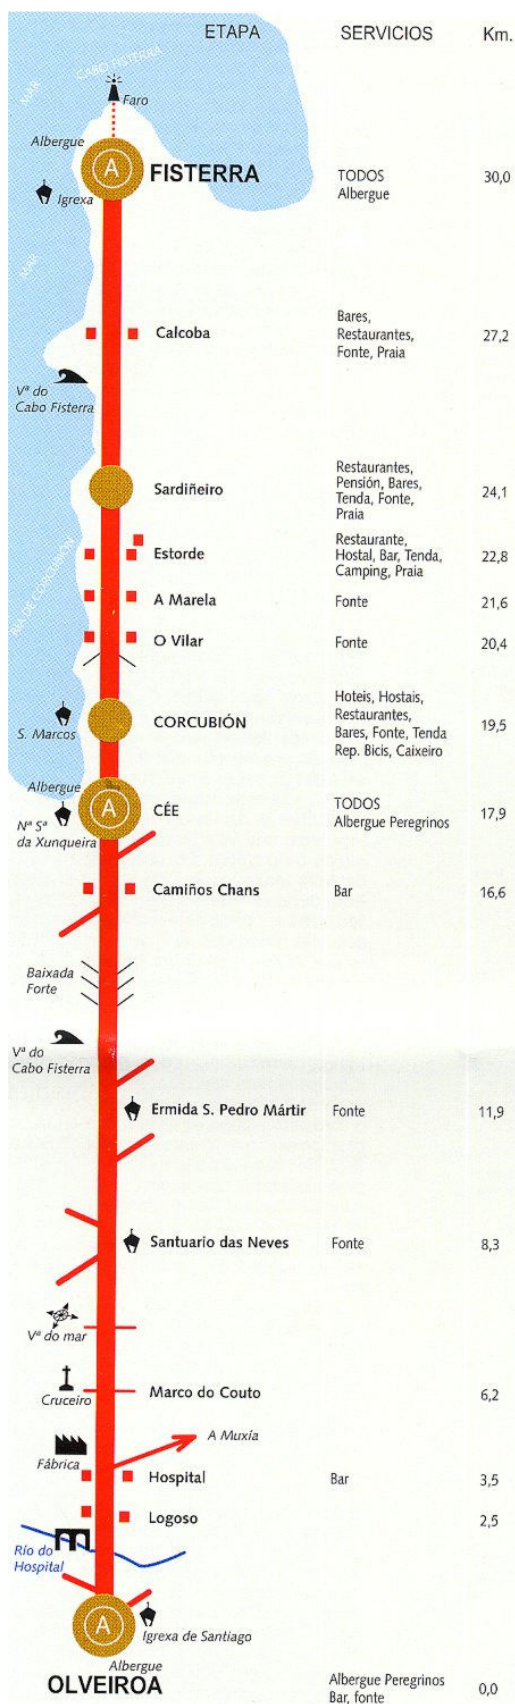 ETAPA SERVICIOS Km.
CABO FISTERRA
MAR
Faro
Albergue
A FISTERRA TODOS 30,0
Albergue
Igrexa
MAR
Bares,
Calcoba Restaurantes, 27,2
Fonte, Praia
Vª do
Cabo Fisterra
Restaurantes,
Sardiñeiro Pensión, Bares, 24,1
Tenda, Fonte,
Praia
RÍA DE CORCUBIÓN
Restaurante,
Estorde Hostal, Bar, Tenda, 22,8
Camping, Praia
A Marela Fonte 21,6
O Vilar Fonte 20,4
Hoteis, Hostais,
Restaurantes,
CORCUBIÓN Bares, Fonte, Tenda 19,5
Rep. Bicis, Caixeiro
S. Marcos
Albergue
A CÉE TODOS 17,9
Albergue Peregrinos
Nª Sª
da Xunqueira
Camiños Chans Bar 16,6
Baixada
Forte
Vª do
Cabo Fisterra
Ermida S. Pedro Mártir Fonte 11,9
Santuario das Neves Fonte 8,3
Vª do mar
Marco do Couto 6,2
Cruceiro
A Muxía
Fábrica
Hospital Bar 3,5
Logoso 2,5
Río do
Hospital
A
Igrexa de Santiago
Albergue
OLVEIROA Albergue Peregrinos 0,0
Bar, fonte